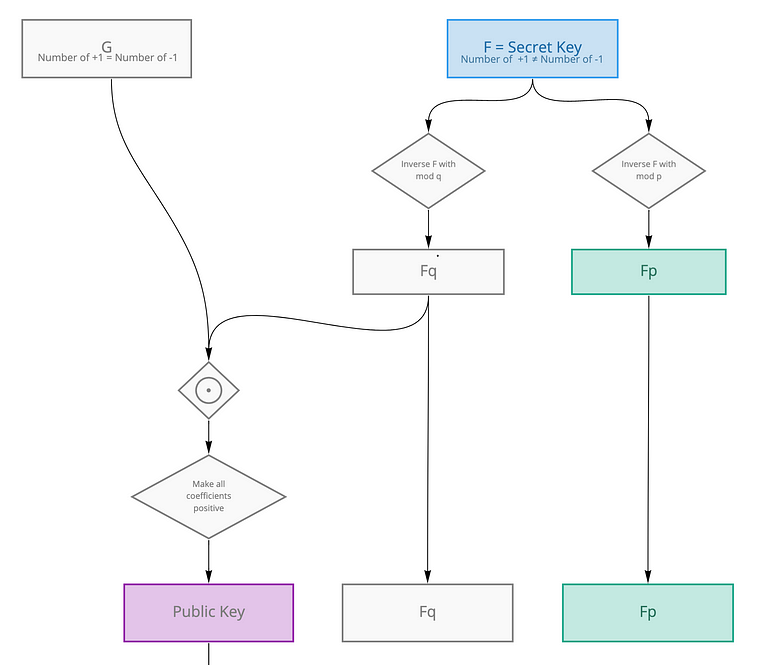 G
Number of +1 = Number of -1
F = Secret Key
Number of  +1 ≠ Number of -1
Inverse F with
mod q
Inverse F with
mod p
Fq
Fp
Make all
coefficients
positive
Public Key
Fq
Fp